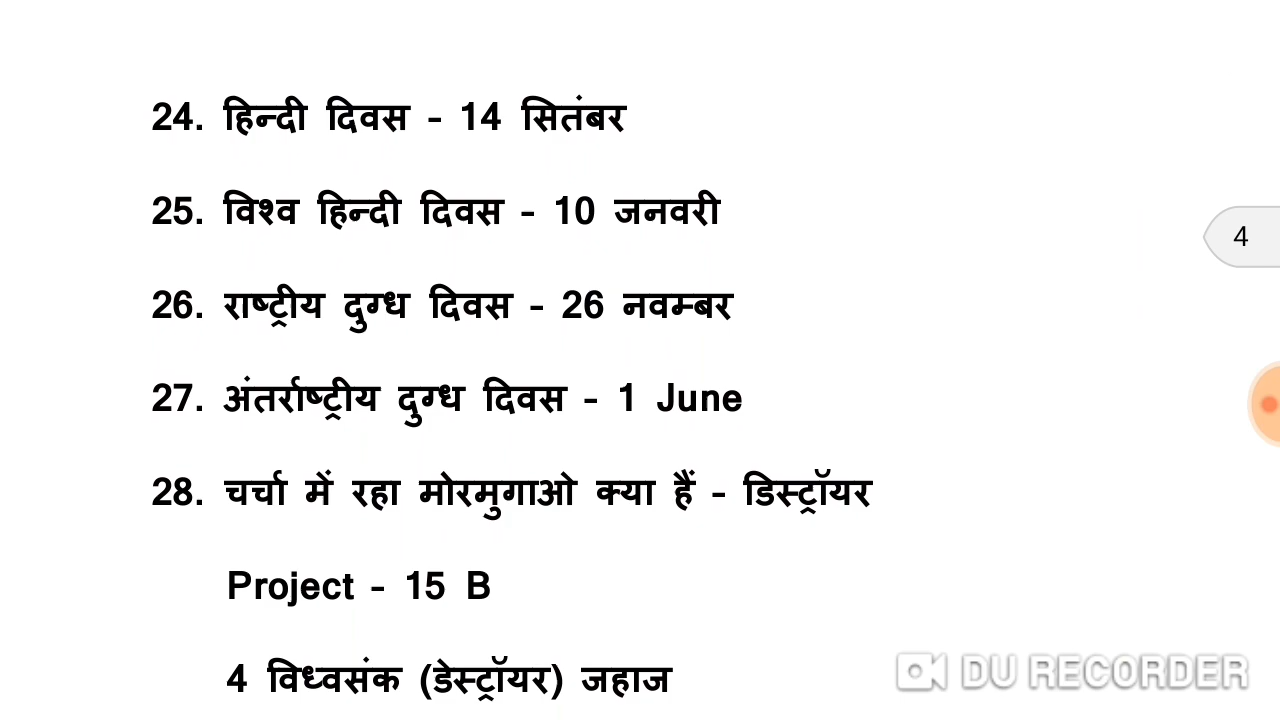 24. हिन्दी दिवस - 14 सितंबर
25. विश्व हिन्दी दिवस - 10 जनवरी
4
26. राष्ट्रीय दुग्ध दिवस - 26 नवम्बर
27. अंतर्राष्ट्रीय दुग्ध दिवस - 1 June
28. चर्चा में रहा मोरमुगाओ क्या हैं - डिस्ट्रॉयर
Project - 15 B
4 विध्वसंक (डेस्ट्रॉयर) जहाज
DU RECORDER